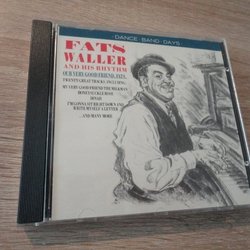 DANCE BAND DAYS
FATS
WALLER
AND HIS RHYTHM
OUR VERY GOOD FRIEND, FATS,
TWENTY GREAT TRACKS, INCLUDING:
MY VERY GOOD FRIEND THE MILKMAN
HONEYSUCKLE ROSE
DINAH
I'M GONNA SIT RIGHT DOWN AND
WRITE MYSELF A LETTER
...AND MANY MORE